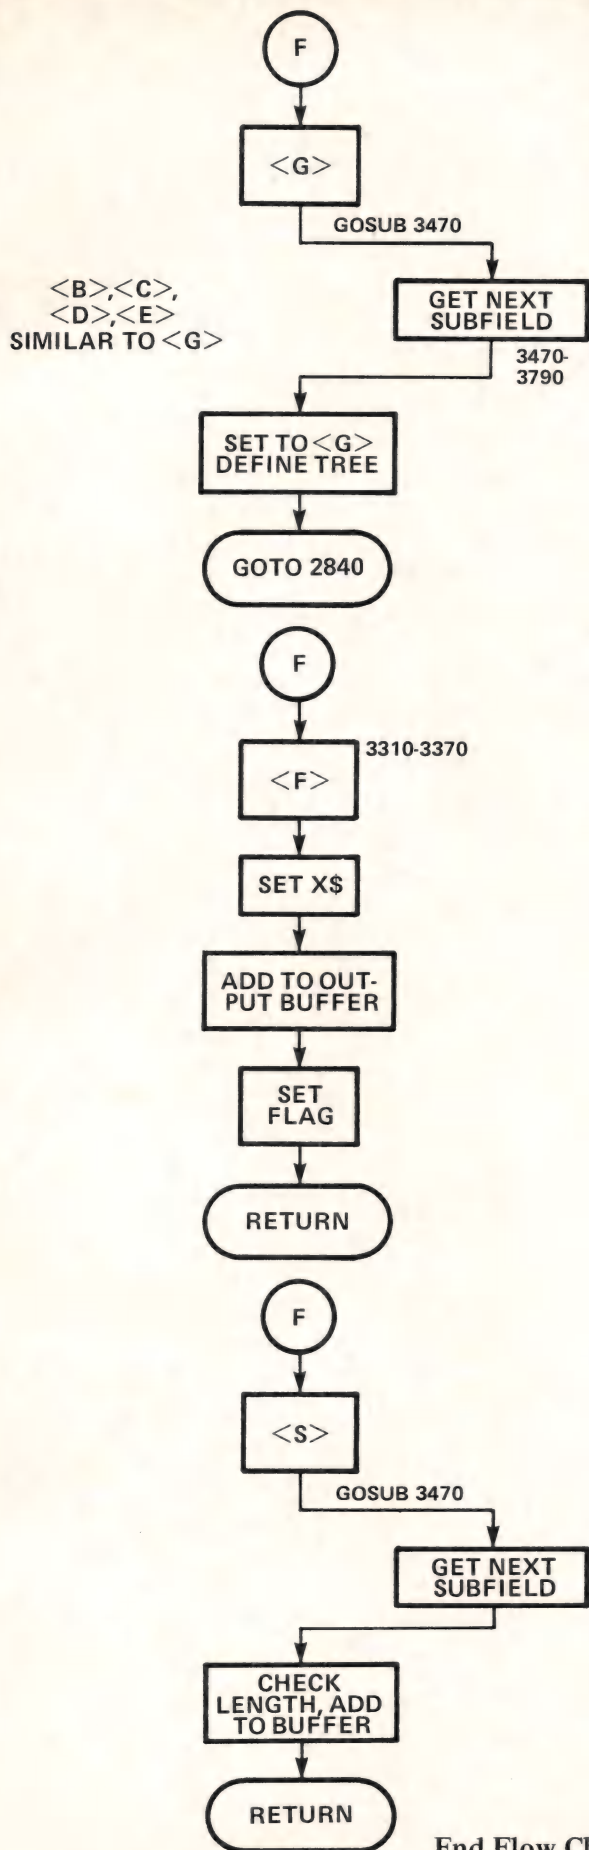 F
<G>
GOSUB 3470
<B>,<C>,
<D>,<E>
SIMILAR TO <G>
GET NEXT
SUBFIELD
3470-
3790
SET TO <G>
DEFINE TREE
GOTO 2840
F
<F>
3310-3370
SET X$
ADD TO OUT-
PUT BUFFER
SET
FLAG
RETURN
F
<S>
GOSUB 3470
GET NEXT
SUBFIELD
CHECK
LENGTH, ADD
TO BUFFER
RETURN
End Flow